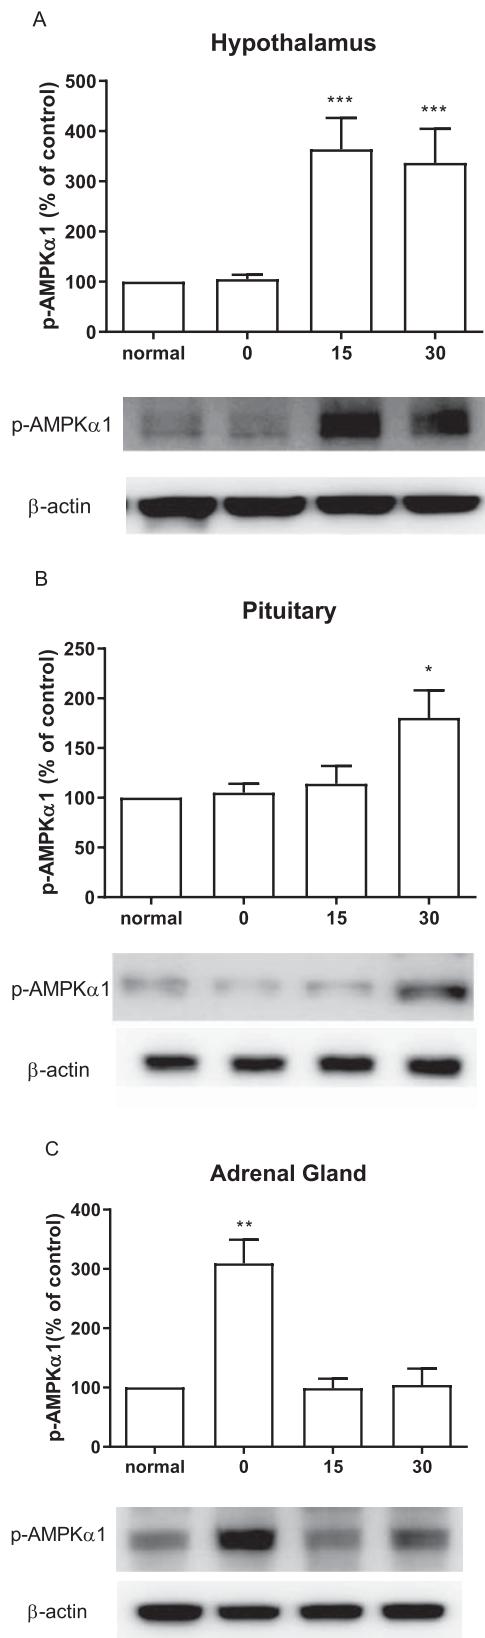 A
Hypothalamus
p-AMPKα1 (% of control)
500
400
300
200
100
0
***
***
normal 0 15 30
p-AMPKα1
β-actin
B
Pituitary
p-AMPKα1 (% of control)
250
200
150
100
50
0
*
normal 0 15 30
p-AMPKα1
β-actin
C
Adrenal Gland
p-AMPKα1(% of control)
400
300
200
100
0
**
normal 0 15 30
p-AMPKα1
β-actin